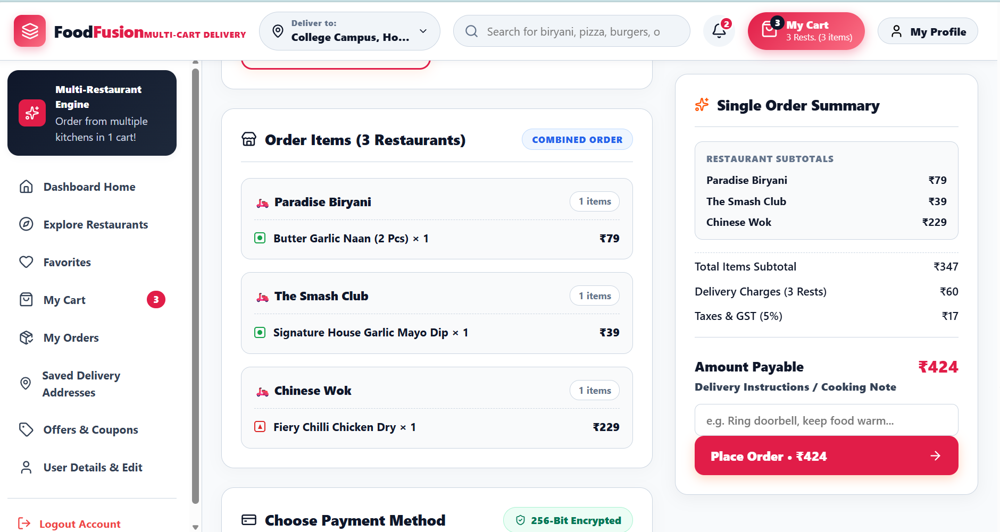 FoodFusion MULTI-CART DELIVERY
Deliver to:
College Campus, Ho...
Search for biryani, pizza, burgers, o
2
3
My Cart
3 Rests. (3 items)
My Profile
Multi-Restaurant
Engine
Order from multiple
kitchens in 1 cart!
Dashboard Home
Explore Restaurants
Favorites
My Cart
3
My Orders
Saved Delivery
Addresses
Offers & Coupons
User Details & Edit
Logout Account
Order Items (3 Restaurants)
COMBINED ORDER
Paradise Biryani
1 items
Butter Garlic Naan (2 Pcs) × 1
₹79
The Smash Club
1 items
Signature House Garlic Mayo Dip × 1
₹39
Chinese Wok
1 items
Fiery Chilli Chicken Dry × 1
₹229
Choose Payment Method
256-Bit Encrypted
Single Order Summary
RESTAURANT SUBTOTALS
Paradise Biryani ₹79
The Smash Club ₹39
Chinese Wok ₹229
Total Items Subtotal ₹347
Delivery Charges (3 Rests) ₹60
Taxes & GST (5%) ₹17
Amount Payable ₹424
Delivery Instructions / Cooking Note
e.g. Ring doorbell, keep food warm...
Place Order • ₹424